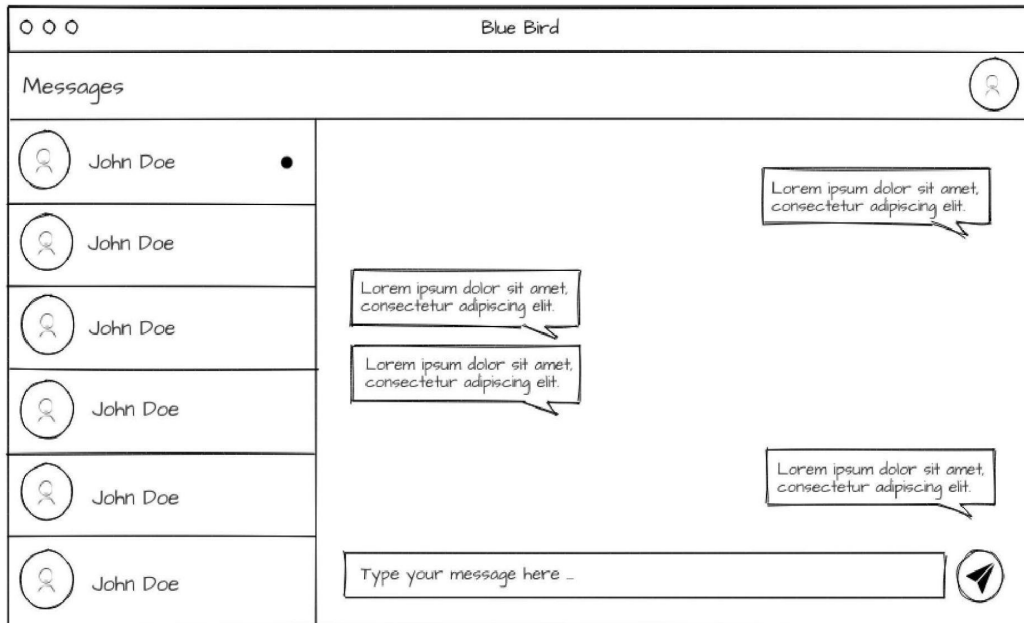 Blue Bird
Messages
John Doe
John Doe
John Doe
John Doe
John Doe
John Doe
Lorem ipsum dolor sit amet,
consectetur adipiscing elit.
Lorem ipsum dolor sit amet,
consectetur adipiscing elit.
Lorem ipsum dolor sit amet,
consectetur adipiscing elit.
Lorem ipsum dolor sit amet,
consectetur adipiscing elit.
Type your message here ...